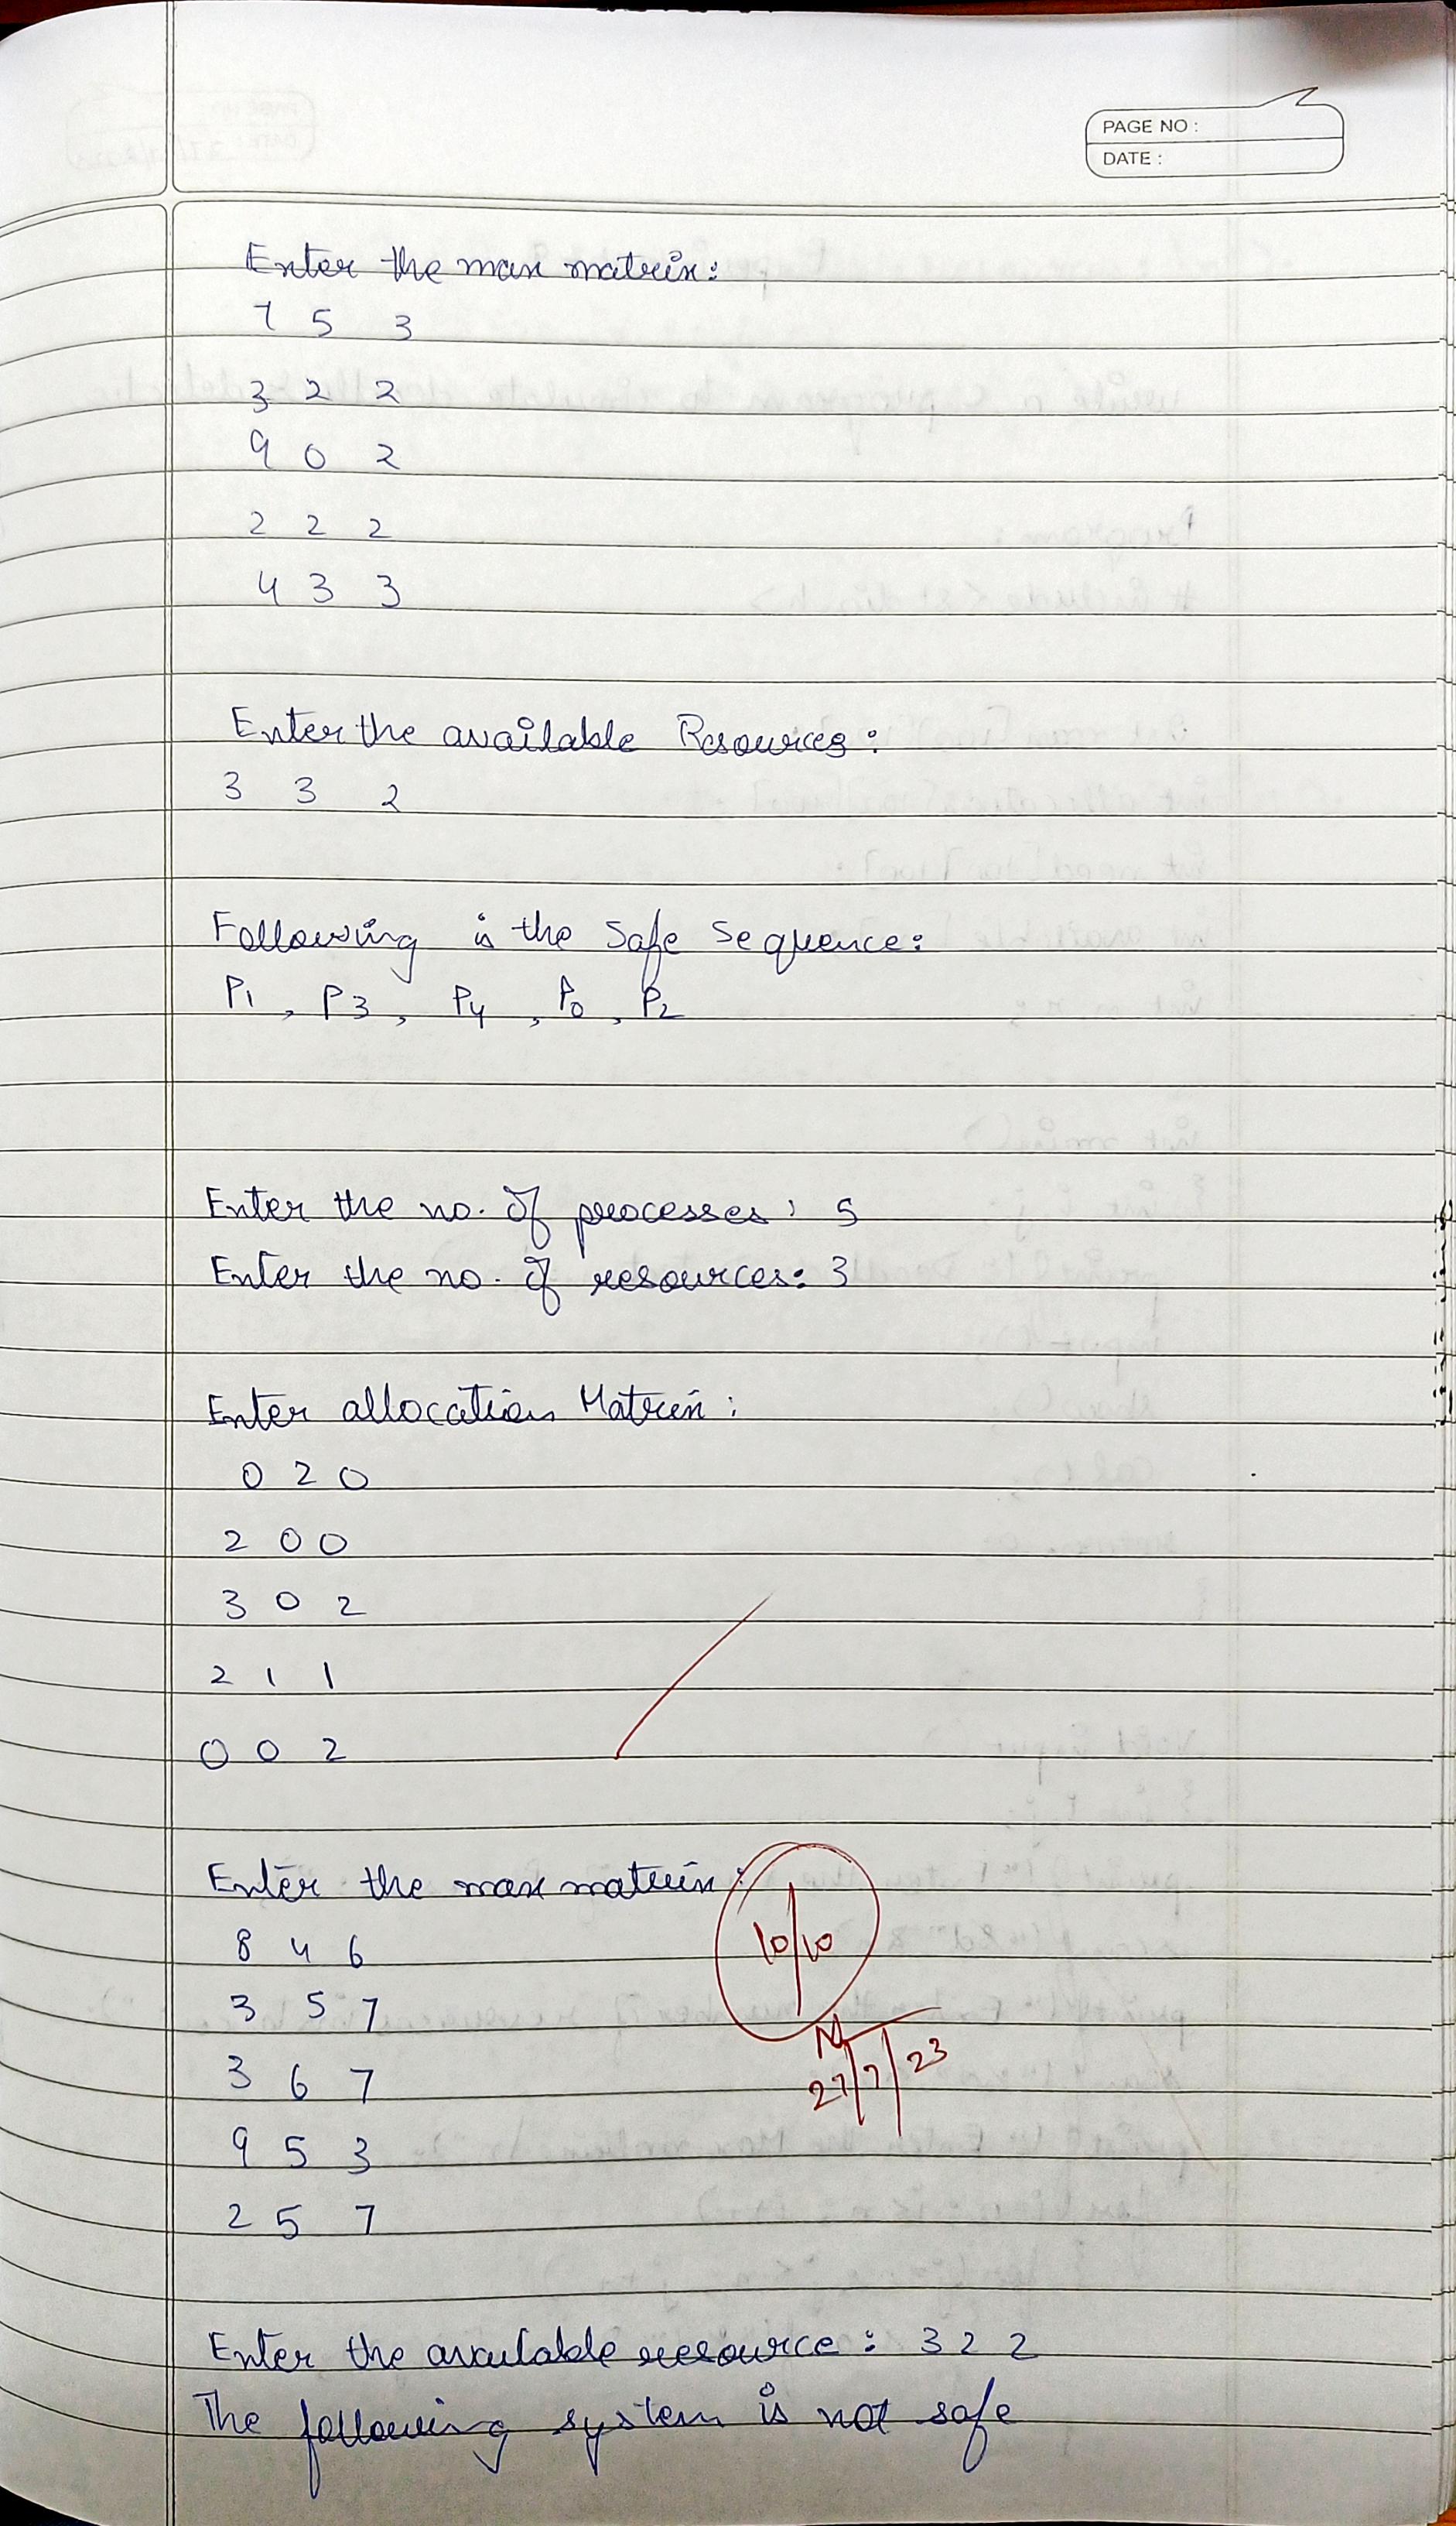 PAGE NO :
DATE :
Enter the max matrix:
7 5 3
3 2 2
9 0 2
2 2 2
4 3 3
Enter the available Resources:
3 3 2
Following is the Safe Sequence:
P1, P3, P4, P0, P2
Enter the no. of processes: 5
Enter the no. of resources: 3
Enter allocation Matrix:
0 2 0
2 0 0
3 0 2
2 1 1
0 0 2
Enter the max matrix:
8 4 6
10/10
3 5 7
3 6 7
27/7/23
9 5 3
2 5 7
Enter the available resource: 3 2 2
The following system is not safe